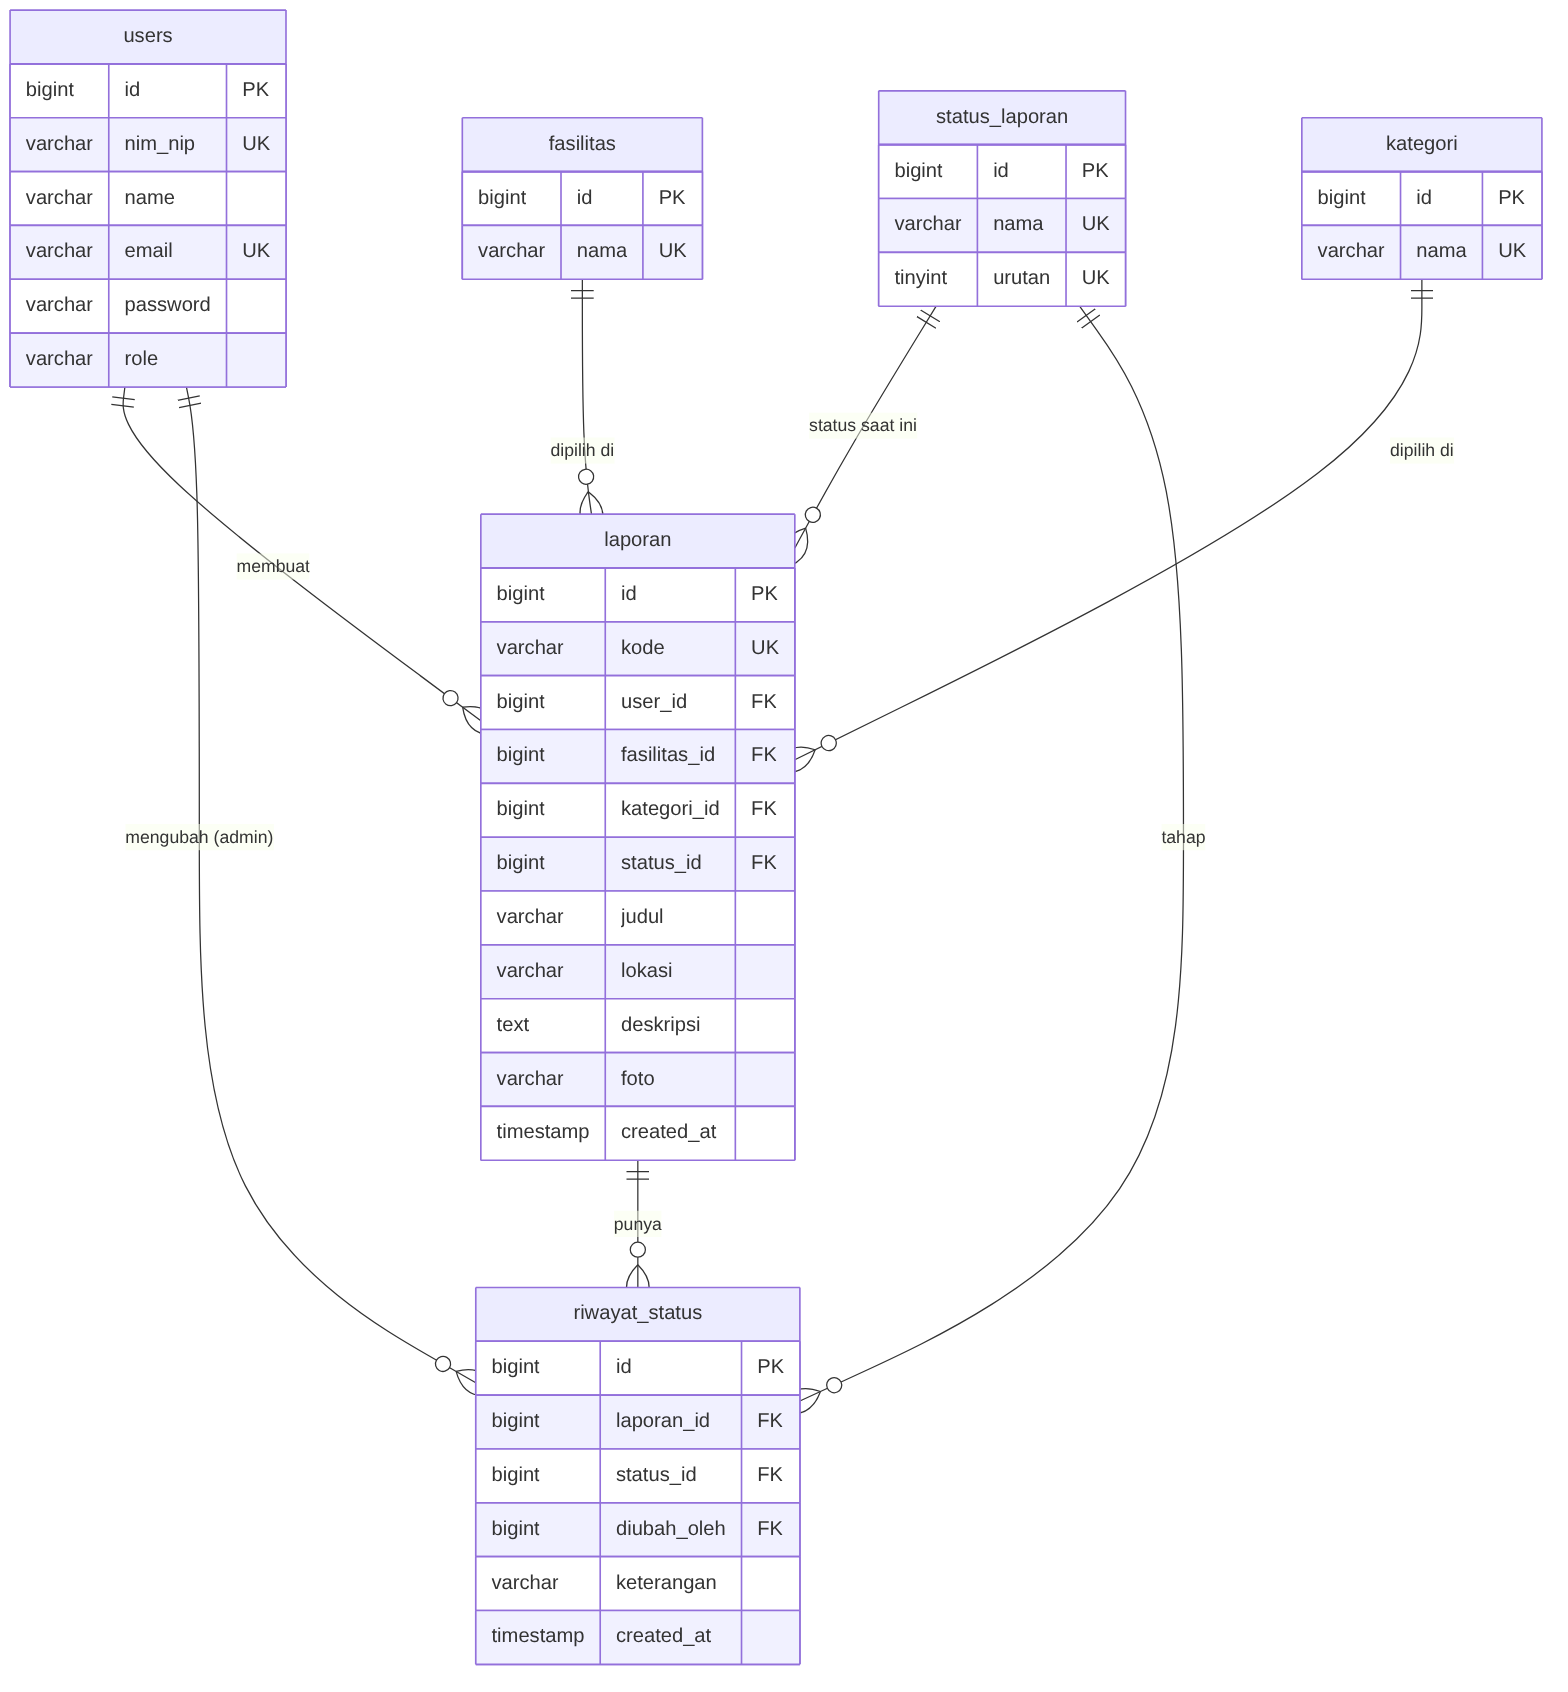 users
bigint id PK
varchar nim_nip UK
varchar name
varchar email UK
varchar password
varchar role
fasilitas
bigint id PK
varchar nama UK
status_laporan
bigint id PK
varchar nama UK
tinyint urutan UK
kategori
bigint id PK
varchar nama UK
membuat
dipilih di
status saat ini
dipilih di
mengubah (admin)
tahap
laporan
bigint id PK
varchar kode UK
bigint user_id FK
bigint fasilitas_id FK
bigint kategori_id FK
bigint status_id FK
varchar judul
varchar lokasi
text deskripsi
varchar foto
timestamp created_at
punya
riwayat_status
bigint id PK
bigint laporan_id FK
bigint status_id FK
bigint diubah_oleh FK
varchar keterangan
timestamp created_at